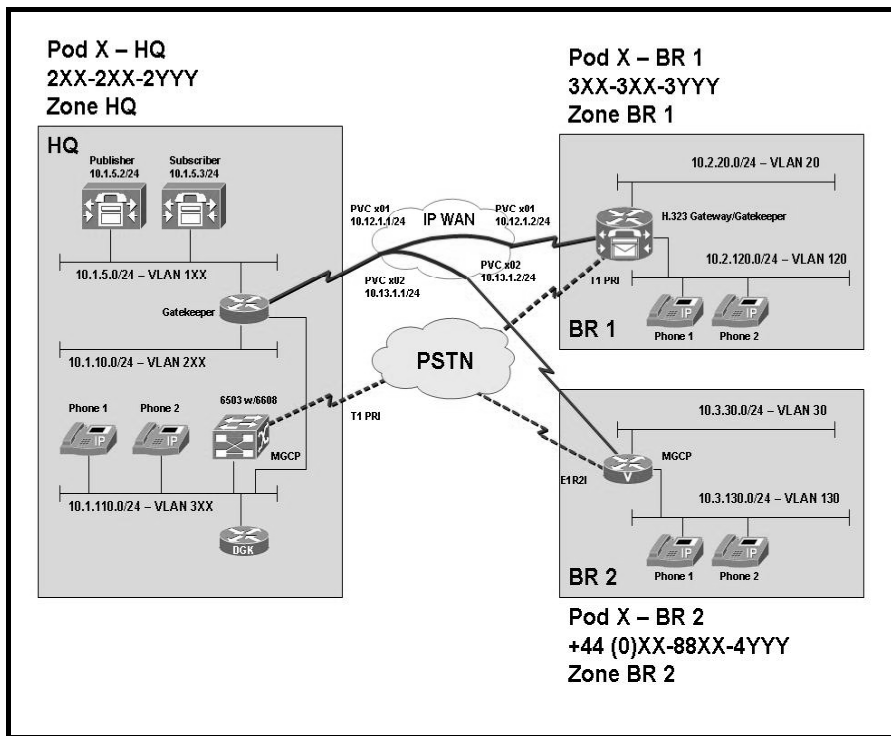 Pod X – HQ
2XX-2XX-2YYY
Zone HQ
HQ
Publisher
10.1.5.2/24
Subscriber
10.1.5.3/24
10.1.5.0/24 – VLAN 1XX
Gatekeeper
10.1.10.0/24 – VLAN 2XX
Phone 1
Phone 2
6503 w/6608
IP
IP
MGCP
10.1.110.0/24 – VLAN 3XX
DGK
PVC x01
10.12.1.1/24
PVC x01
10.12.1.2/24
IP WAN
PVC x02
10.13.1.1/24
PVC x02
10.13.1.2/24
PSTN
T1 PRI
Pod X – BR 1
3XX-3XX-3YYY
Zone BR 1
10.2.20.0/24 – VLAN 20
H.323 Gateway/Gatekeeper
10.2.120.0/24 – VLAN 120
T1 PRI
IP
IP
BR 1
Phone 1
Phone 2
10.3.30.0/24 – VLAN 30
MGCP
V
E1R2I
10.3.130.0/24 – VLAN 130
IP
IP
BR 2
Phone 1
Phone 2
Pod X – BR 2
+44 (0)XX-88XX-4YYY
Zone BR 2